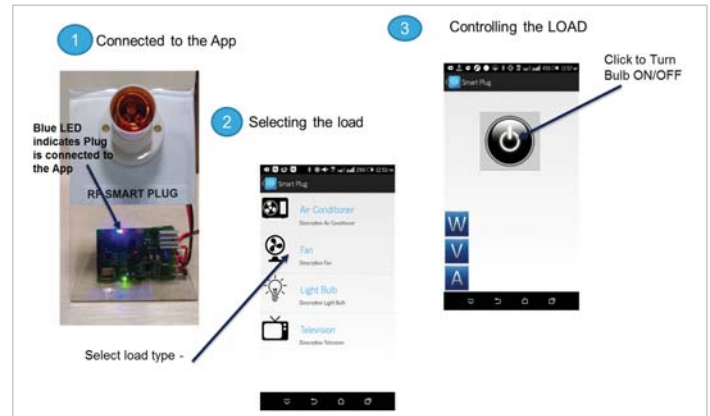 1 Connected to the App
Blue LED
indicates Plug
is connected to
the App
RF SMART PLUG
2 Selecting the load
Smart Plug
Air Conditioner
Description Air Conditioner
Fan
Description Fan
Light Bulb
Description Light Bulb
Television
Description Television
Select load type -
3 Controlling the LOAD
Click to Turn
Bulb ON/OFF
Smart Plug
W
V
A